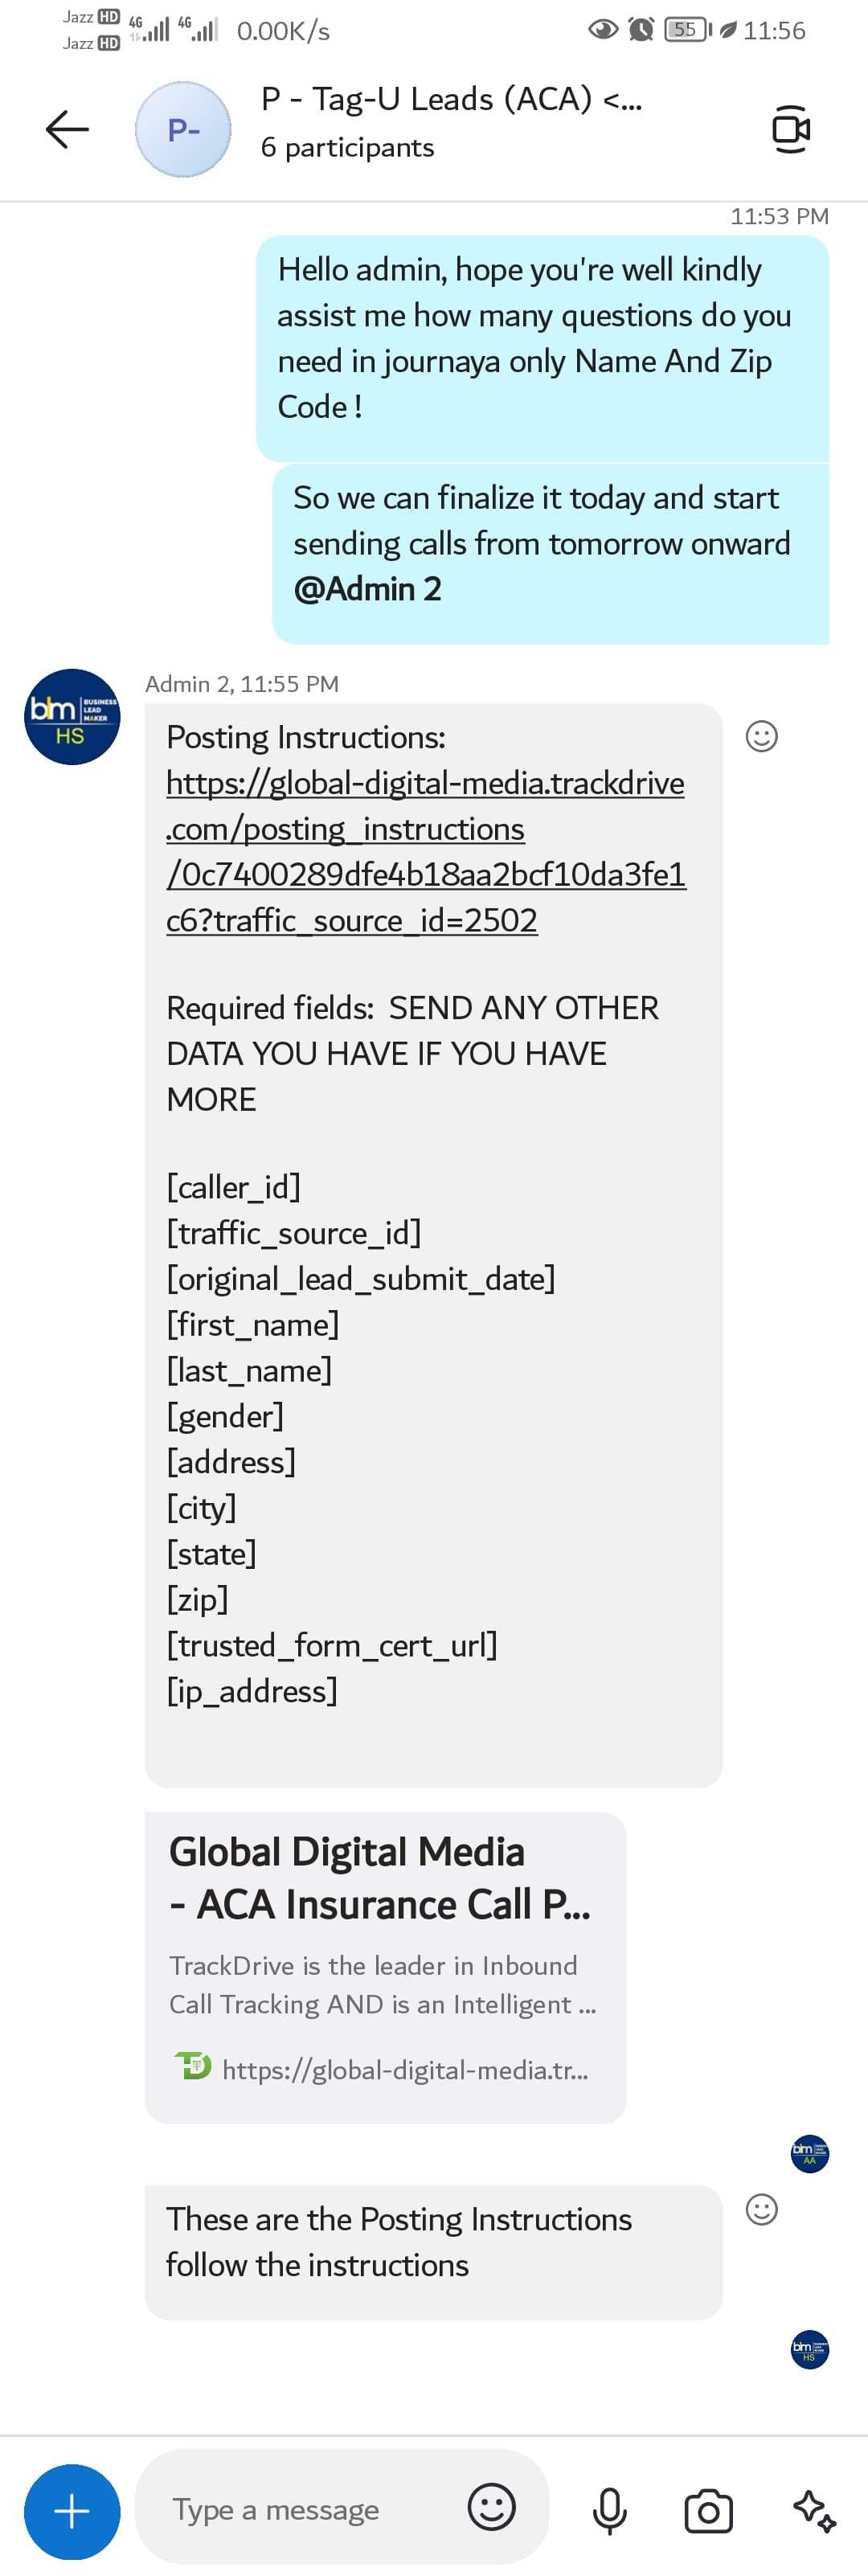 Jazz HD 4G 4G 0.00K/s 55 11:56
Jazz HD
P-
P - Tag-U Leads (ACA) <...
6 participants
11:53 PM
Hello admin, hope you're well kindly
assist me how many questions do you
need in journaya only Name And Zip
Code !
So we can finalize it today and start
sending calls from tomorrow onward
@Admin 2
Admin 2, 11:55 PM
blm BUSINESS
LEAD
MAKER
HS
Posting Instructions:
https://global-digital-media.trackdrive
.com/posting_instructions
/0c7400289dfe4b18aa2bcf10da3fe1
c6?traffic_source_id=2502
Required fields:  SEND ANY OTHER
DATA YOU HAVE IF YOU HAVE
MORE
[caller_id]
[traffic_source_id]
[original_lead_submit_date]
[first_name]
[last_name]
[gender]
[address]
[city]
[state]
[zip]
[trusted_form_cert_url]
[ip_address]
Global Digital Media
- ACA Insurance Call P...
TrackDrive is the leader in Inbound
Call Tracking AND is an Intelligent ...
https://global-digital-media.tr...
blm
AA
These are the Posting Instructions
follow the instructions
blm
HS
Type a message